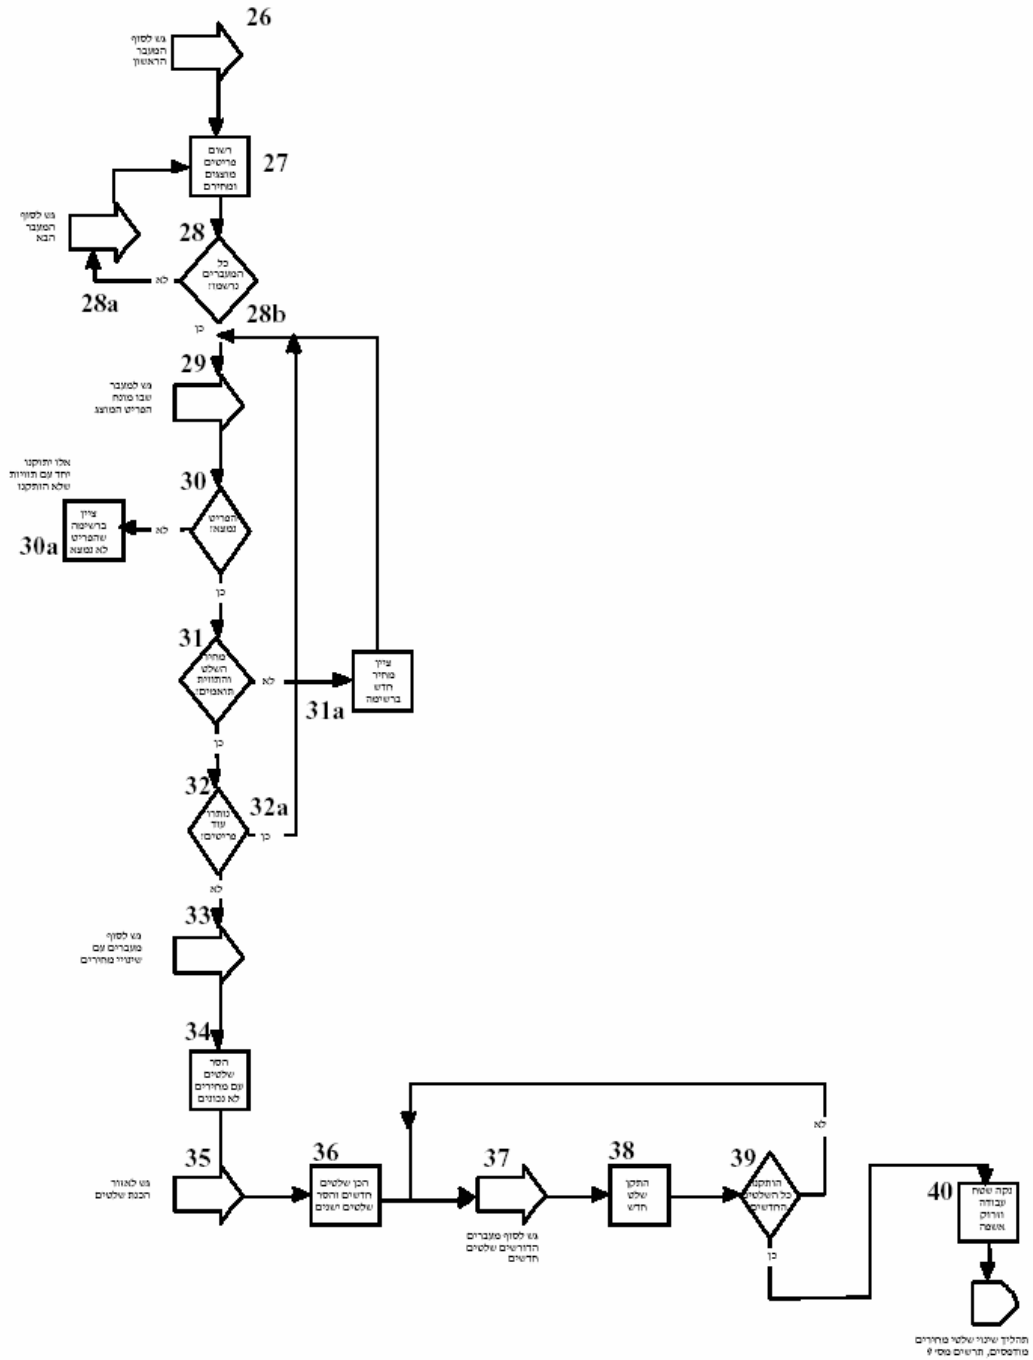 26
גש לסוף
המעבר
הראשון
רשום
פריטים
מוצגים
ומחירם
27
גש לסוף
המעבר
הבא
28
כל
המעברים
נרשמו?
לא
28a
28b
כן
29
גש למעבר
שבו מונח
הפריט המוצג
אלו יתוקנו
יחד עם תוויות
שלא הותקנו
30
הפריט
נמצא?
לא
ציין
ברשימה
שהפריט
לא נמצא
30a
כן
31
מחיר
השלט
והתווית
תואמים?
לא
ציין
מחיר
חדש
ברשימה
31a
כן
32
נותרו
עוד
פריטים?
32a
כן
לא
33
גש לסוף
מעברים עם
שינויי מחירים
34
הסר
שלטים
עם מחירים
לא נכונים
35
גש לאזור
הכנת שלטים
36
הכן שלטים
חדשים והסר
שלטים ישנים
37
גש לסוף מעברים
הדורשים שלטים
חדשים
38
התקן
שלט
חדש
39
הותקנו
כל השלטים
החדשים?
לא
כן
40
נקה שטח
עבודה
וזרוק
אשפה
תהליך שינוי שלטי מחירים
מודפסים, תרשים מס' 9